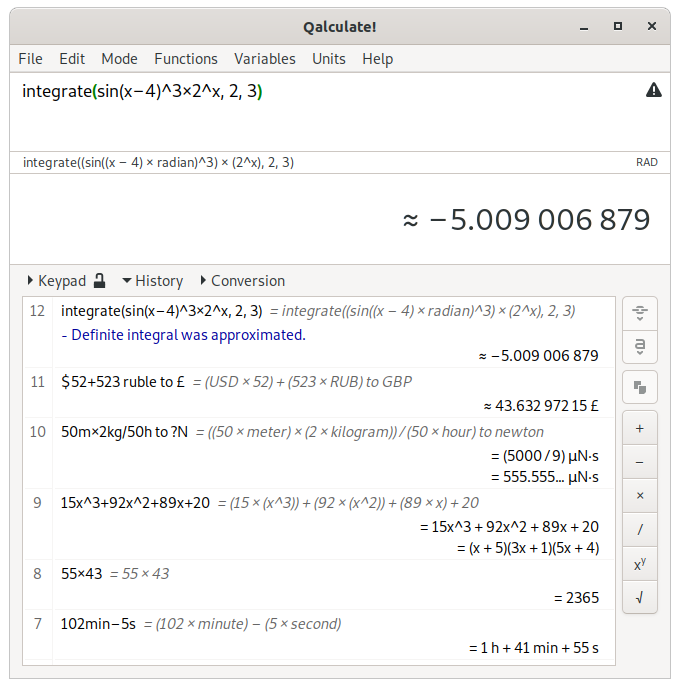 Qalculate!
File Edit Mode Functions Variables Units Help
integrate(sin(x−4)^3×2^x, 2, 3)
integrate((sin((x − 4) × radian)^3) × (2^x), 2, 3) RAD
≈ −5.009 006 879
Keypad History Conversion
12 integrate(sin(x−4)^3×2^x, 2, 3) = integrate((sin((x − 4) × radian)^3) × (2^x), 2, 3)
- Definite integral was approximated.
≈ −5.009 006 879
11 $52+523 ruble to £ = (USD × 52) + (523 × RUB) to GBP
≈ 43.632 972 15 £
10 50m×2kg/50h to ?N = ((50 × meter) × (2 × kilogram)) / (50 × hour) to newton
= (5000 / 9) µN·s
= 555.555... µN·s
9 15x^3+92x^2+89x+20 = (15 × (x^3)) + (92 × (x^2)) + (89 × x) + 20
= 15x^3 + 92x^2 + 89x + 20
= (x + 5)(3x + 1)(5x + 4)
8 55×43 = 55 × 43
= 2365
7 102min−5s = (102 × minute) − (5 × second)
= 1 h + 41 min + 55 s
a
+
−
×
/
xʸ
√